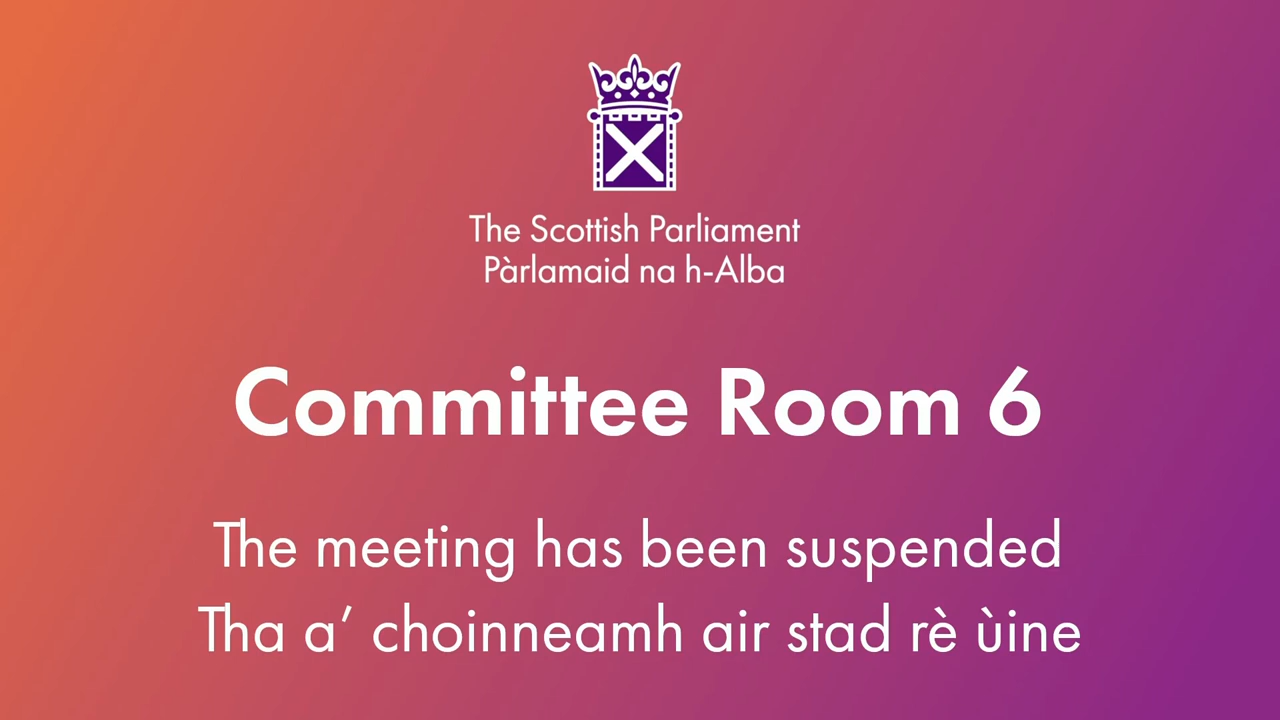 The Scottish Parliament
Pàrlamaid na h-Alba
Committee Room 6
The meeting has been suspended
Tha a’ choinneamh air stad rè ùine